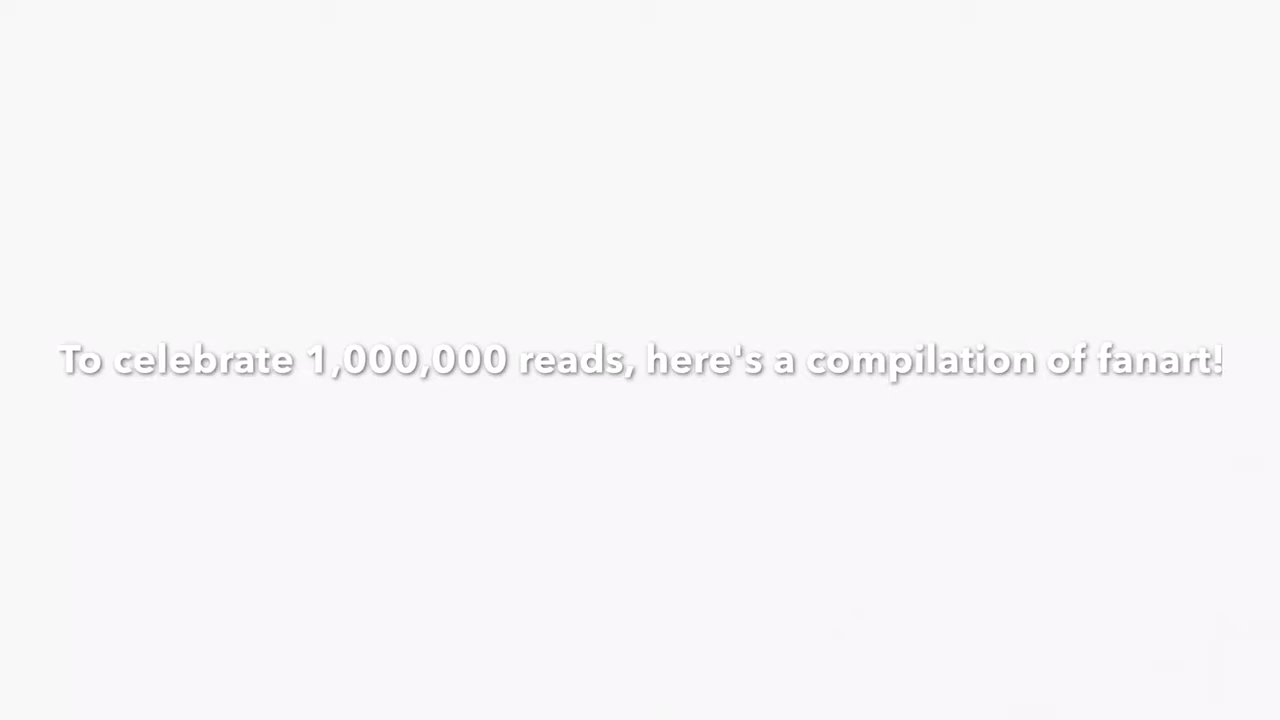 To celebrate 1,000,000 reads, here's a compilation of fanart!